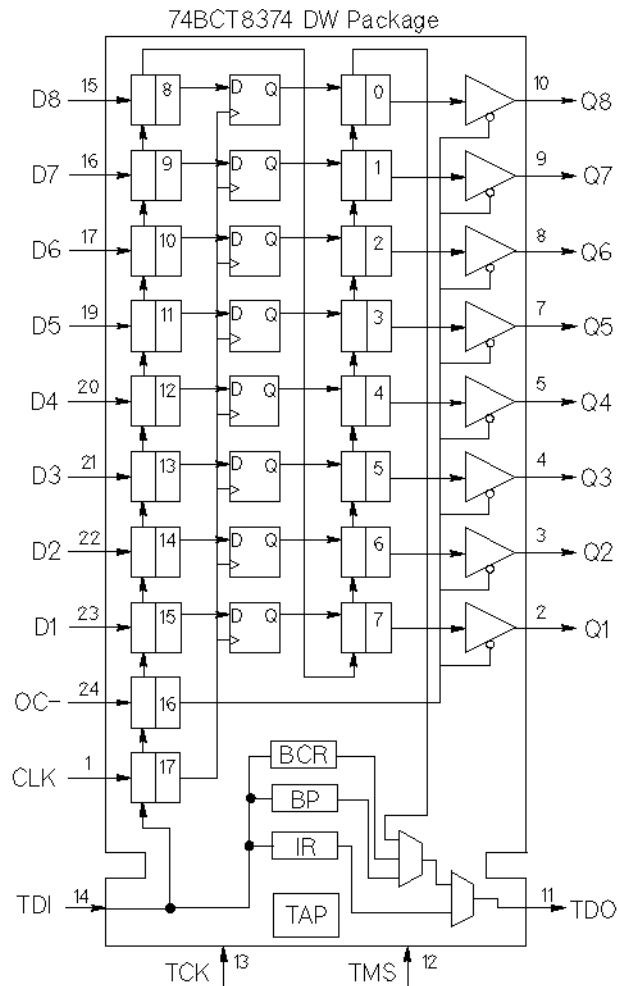 74BCT8374 DW Package
D8 15 8 D Q 0 10 Q8
D7 16 9 D Q 1 9 Q7
D6 17 10 D Q 2 8 Q6
D5 19 11 D Q 3 7 Q5
D4 20 12 D Q 4 5 Q4
D3 21 13 D Q 5 4 Q3
D2 22 14 D Q 6 3 Q2
D1 23 15 D Q 7 2 Q1
OC- 24 16
CLK 1 17
BCR
BP
IR
TDI 14 TAP 11 TDO
TCK 13 TMS 12